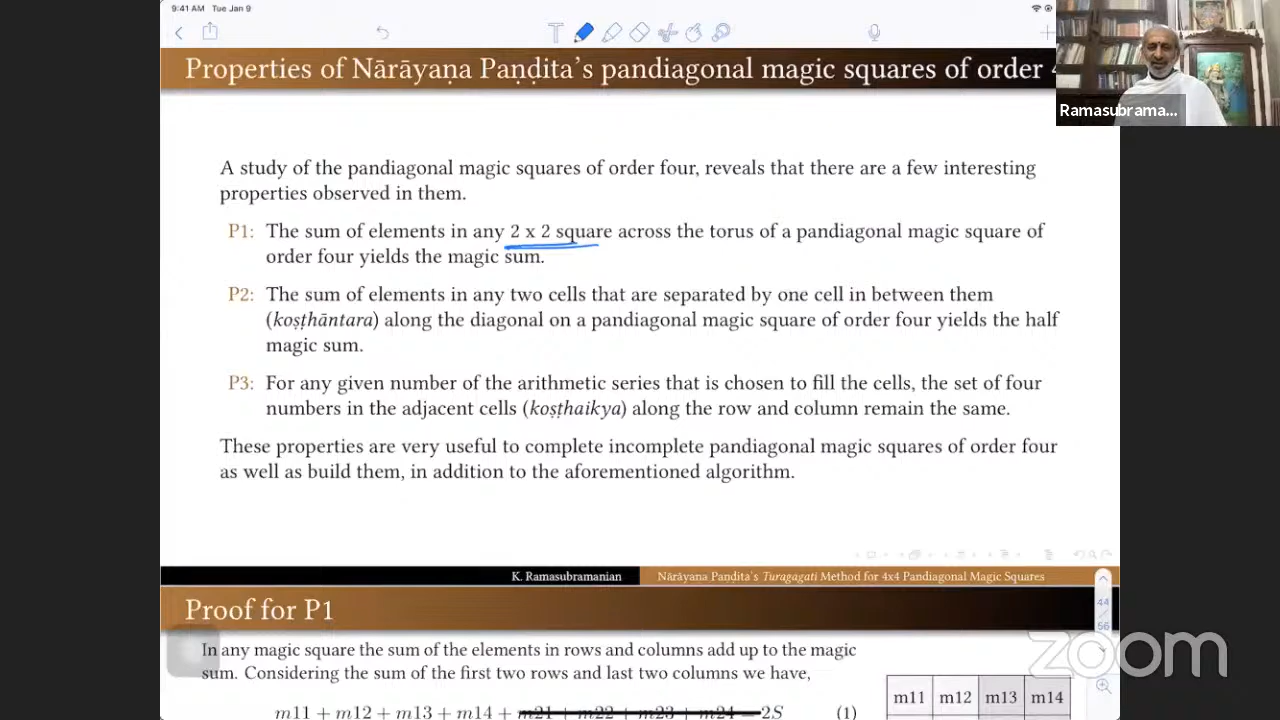 9:41 AM Tue Jan 9
Properties of Nārāyaṇa Paṇḍita's pandiagonal magic squares of order
Ramasubrama...
A study of the pandiagonal magic squares of order four, reveals that there are a few interesting
properties observed in them.
P1: The sum of elements in any 2 x 2 square across the torus of a pandiagonal magic square of
order four yields the magic sum.
P2: The sum of elements in any two cells that are separated by one cell in between them
(koṣṭhāntara) along the diagonal on a pandiagonal magic square of order four yields the half
magic sum.
P3: For any given number of the arithmetic series that is chosen to fill the cells, the set of four
numbers in the adjacent cells (koṣṭhaikya) along the row and column remain the same.
These properties are very useful to complete incomplete pandiagonal magic squares of order four
as well as build them, in addition to the aforementioned algorithm.
K. Ramasubramanian
Nārāyaṇa Paṇḍita's Turagagati Method for 4x4 Pandiagonal Magic Squares
44
56
Proof for P1
In any magic square the sum of the elements in rows and columns add up to the magic
sum. Considering the sum of the first two rows and last two columns we have,
m11 m12 m13 m14
m11 + m12 + m13 + m14 + m21 + m22 + m23 + m24 = 2S (1)
zoom